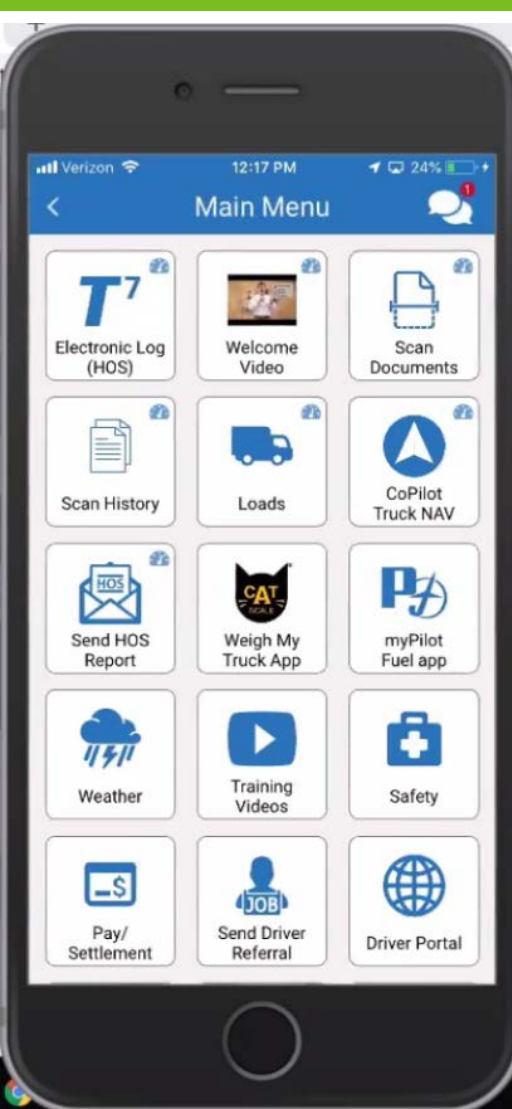 Verizon 12:17 PM 24%
Main Menu
1
T7
Electronic Log
(HOS)
Welcome
Video
Scan
Documents
Scan History
Loads
CoPilot
Truck NAV
HOS
Send HOS
Report
CAT
SCALE
Weigh My
Truck App
myPilot
Fuel app
Weather
Training
Videos
Safety
$
Pay/
Settlement
JOB
Send Driver
Referral
Driver Portal